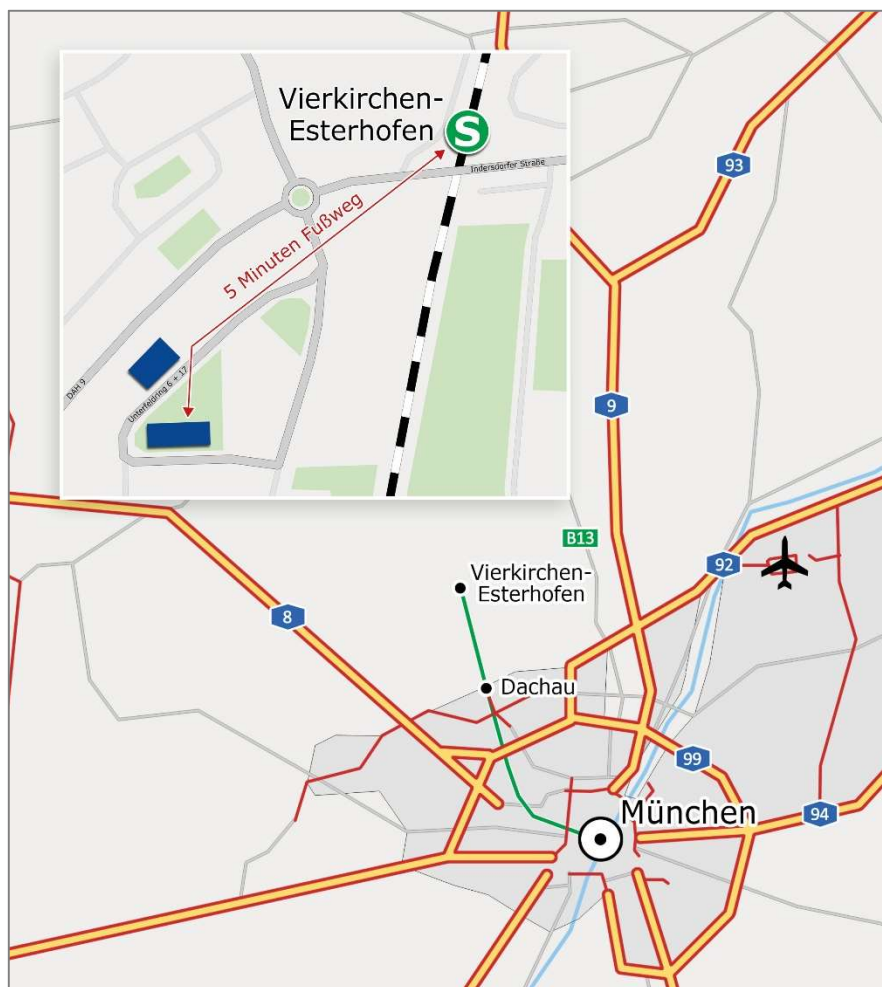 Vierkirchen-
Esterhofen
S
Indersdorfer Straße
5 Minuten Fußweg
DAH 9
Unterfeldring 6 + 17
93
9
B13
92
Vierkirchen-
Esterhofen
8
Dachau
99
München
94